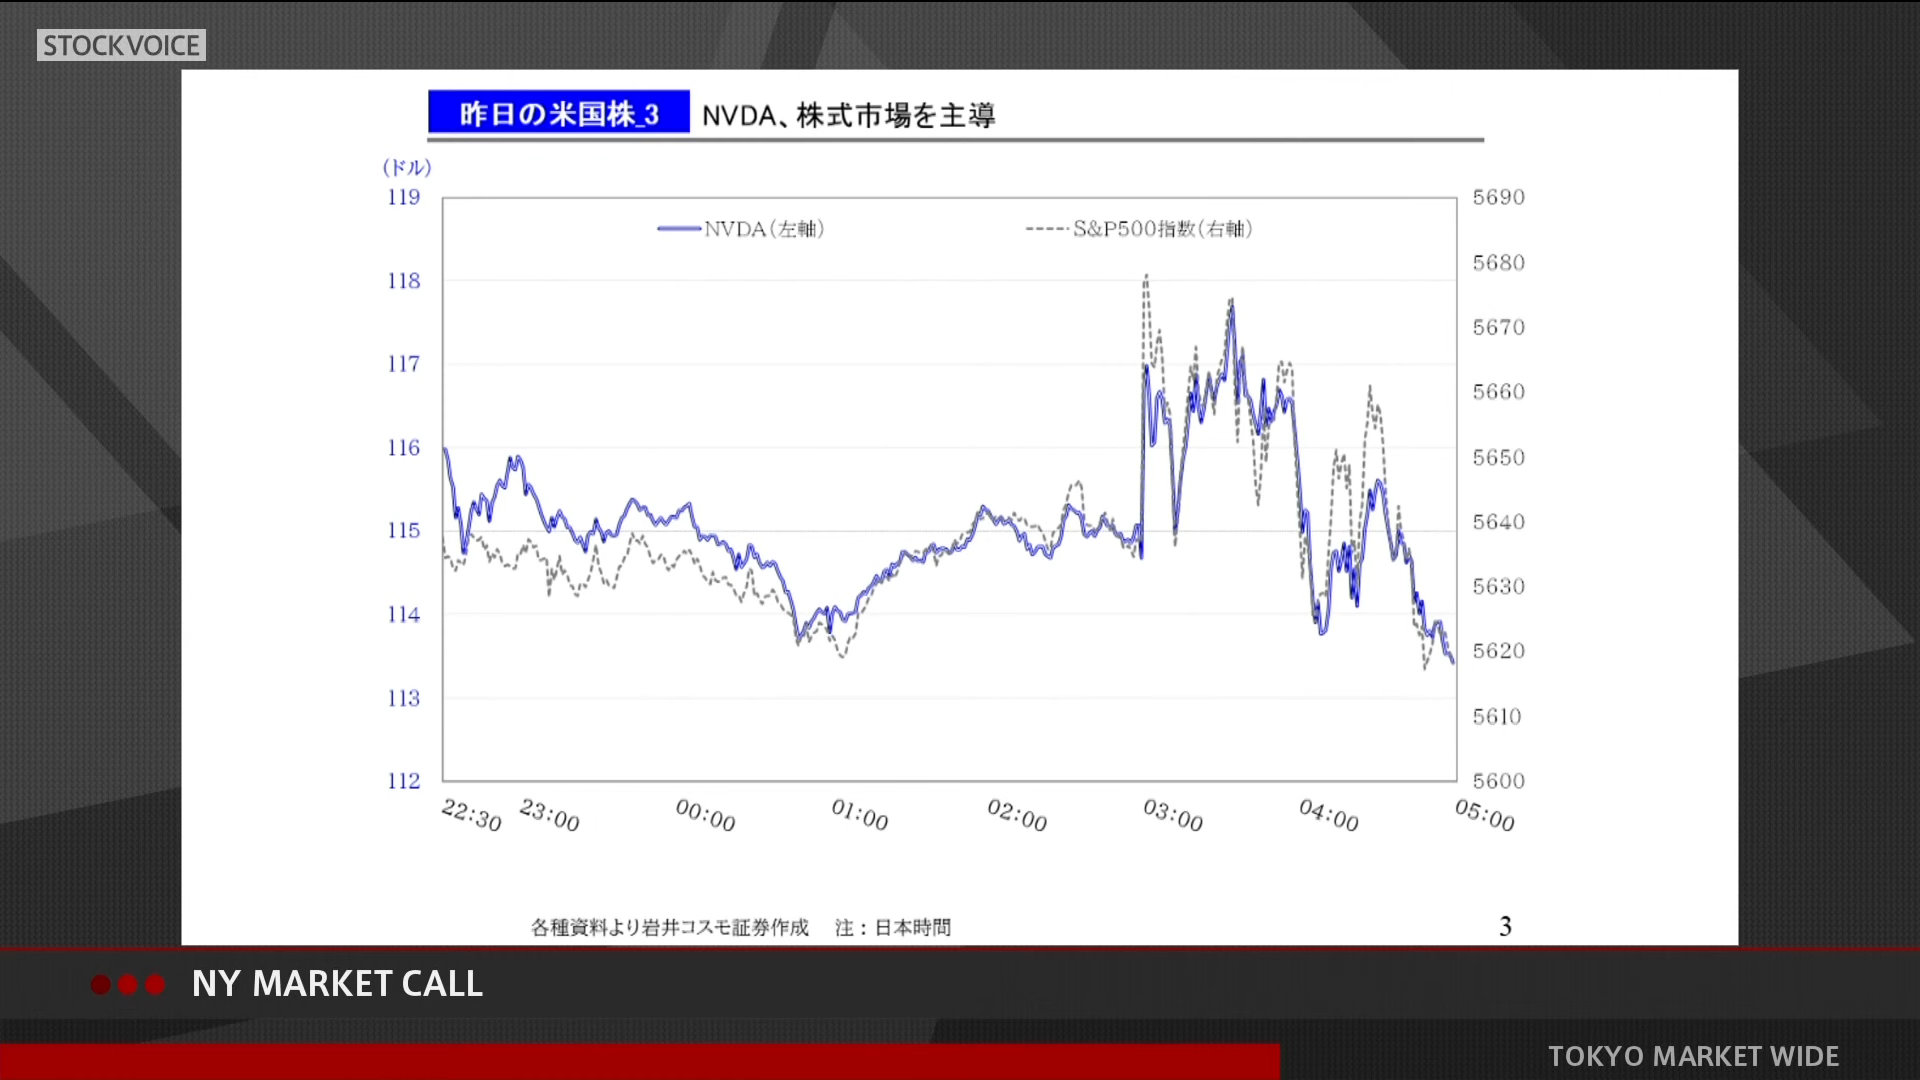 STOCKVOICE
昨日の米国株_3 NVDA、株式市場を主導
(ドル)
NVDA(左軸) S&P500指数(右軸)
119
118
117
116
115
114
113
112
5690
5680
5670
5660
5650
5640
5630
5620
5610
5600
22:30 23:00 00:00 01:00 02:00 03:00 04:00 05:00
各種資料より岩井コスモ証券作成 注：日本時間
3
NY MARKET CALL
TOKYO MARKET WIDE